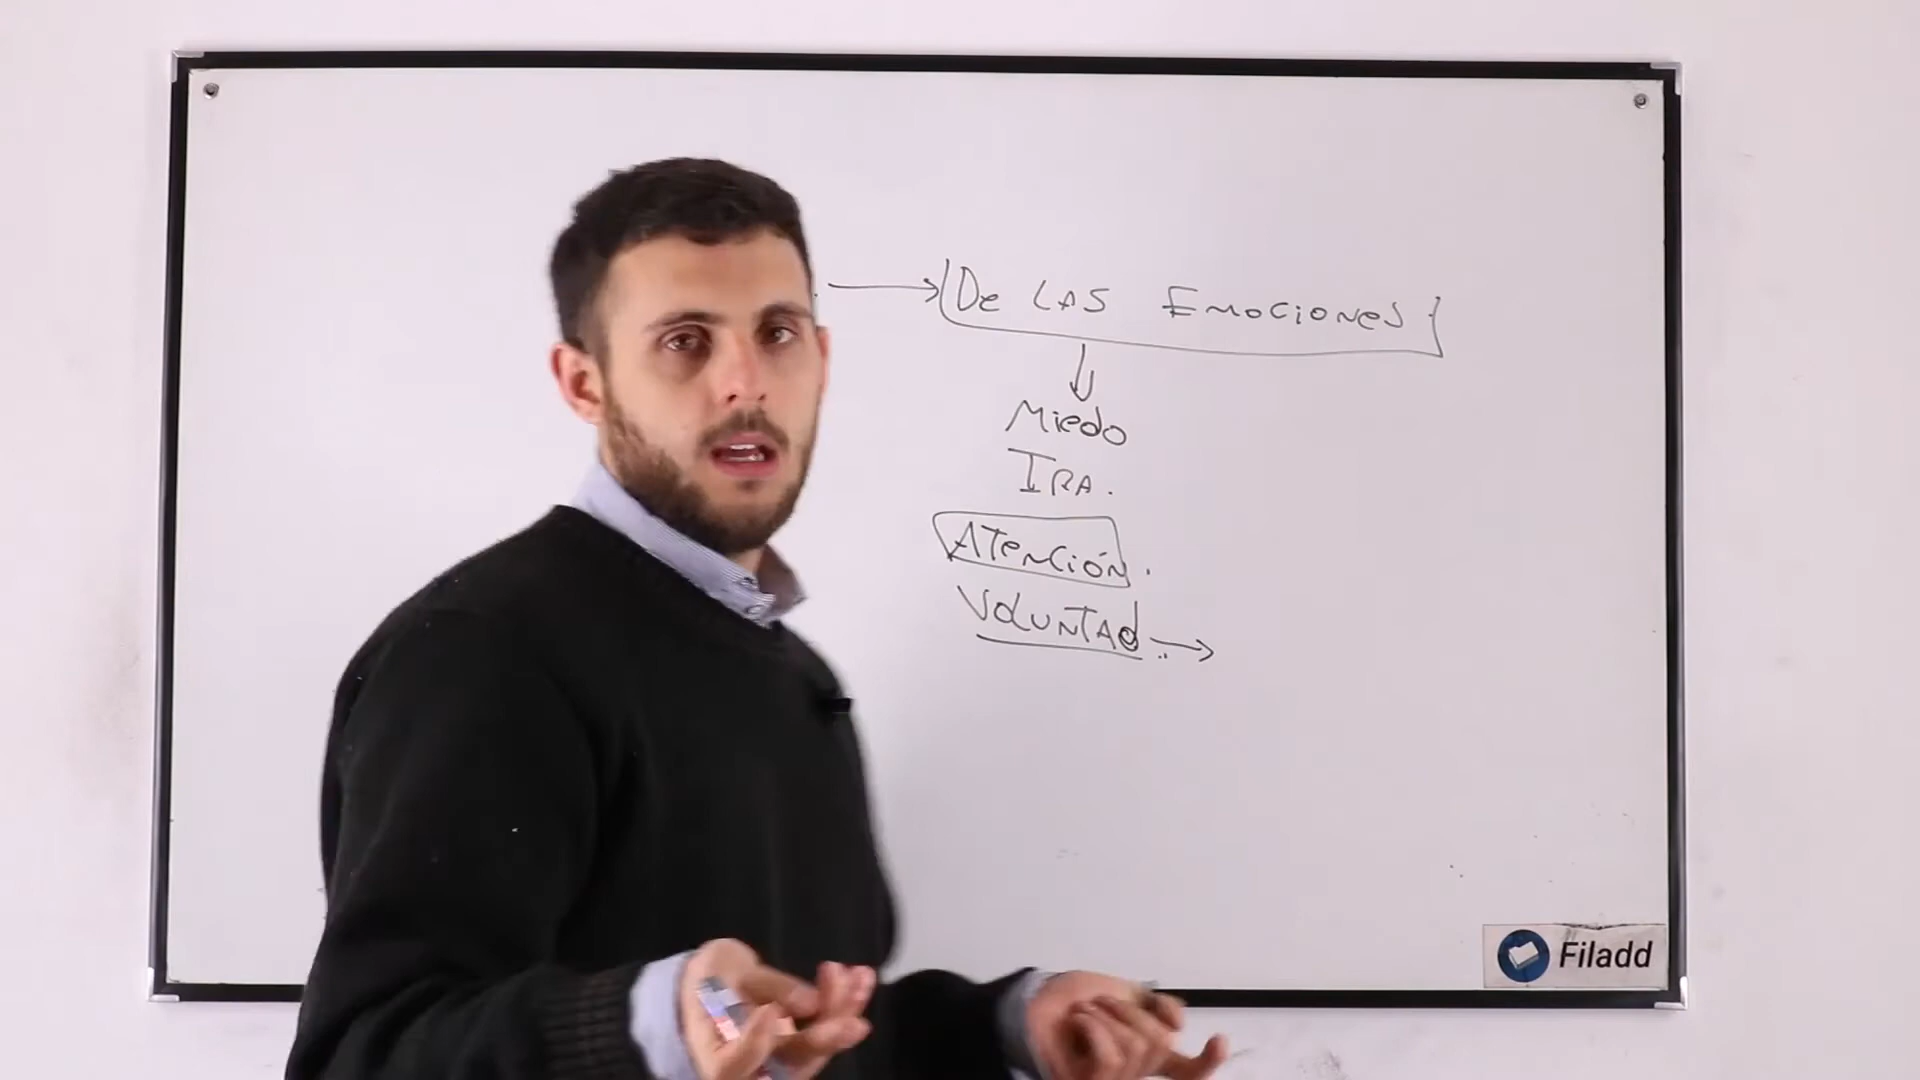 De LAS Emociones
Miedo
IRA.
ATención.
VOLUNTAd
Filadd